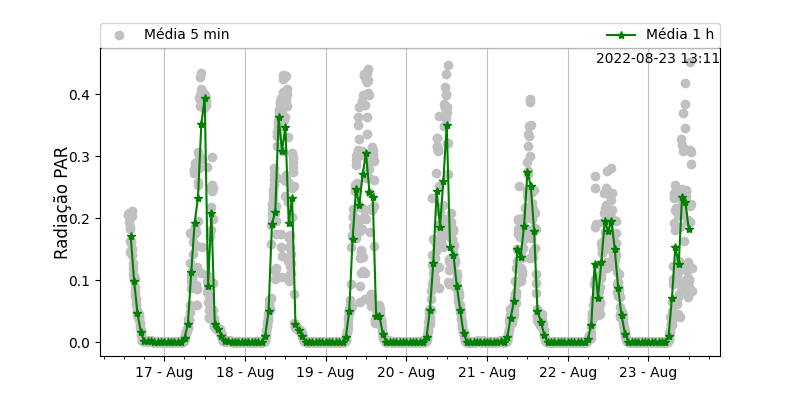 Média 5 min
Média 1 h
2022-08-23 13:11
Radiação PAR
0.4
0.3
0.2
0.1
0.0
17 - Aug
18 - Aug
19 - Aug
20 - Aug
21 - Aug
22 - Aug
23 - Aug